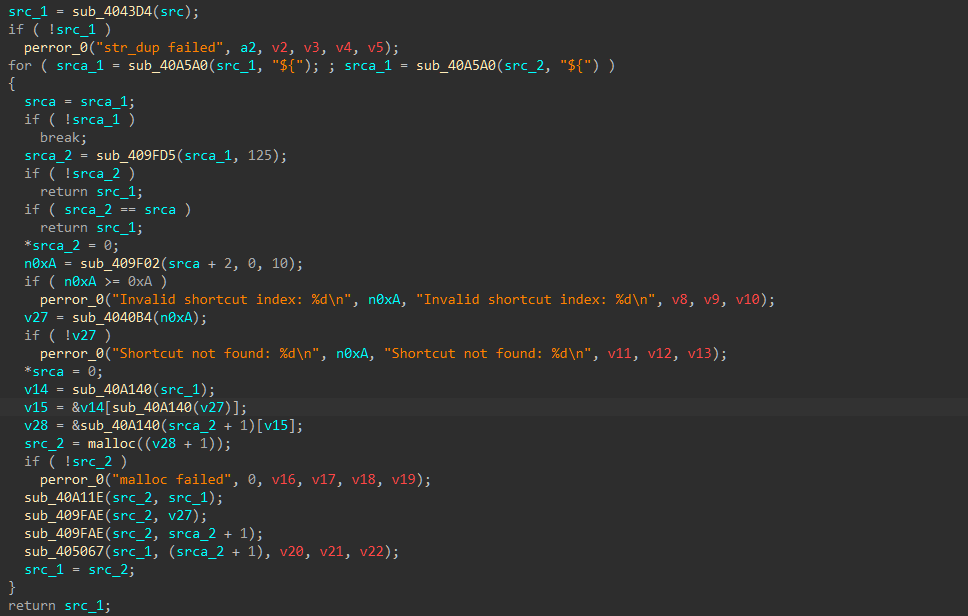 src_1 = sub_4043D4(src);
if ( !src_1 )
perror_0("str_dup failed", a2, v2, v3, v4, v5);
for ( srca_1 = sub_40A5A0(src_1, "${"); ; srca_1 = sub_40A5A0(src_2, "${") )
{
srca = srca_1;
if ( !srca_1 )
break;
srca_2 = sub_409FD5(srca_1, 125);
if ( !srca_2 )
return src_1;
if ( srca_2 == srca )
return src_1;
*srca_2 = 0;
n0xA = sub_409F02(srca + 2, 0, 10);
if ( n0xA >= 0xA )
perror_0("Invalid shortcut index: %d\n", n0xA, "Invalid shortcut index: %d\n", v8, v9, v10);
v27 = sub_4040B4(n0xA);
if ( !v27 )
perror_0("Shortcut not found: %d\n", n0xA, "Shortcut not found: %d\n", v11, v12, v13);
*srca = 0;
v14 = sub_40A140(src_1);
v15 = &v14[sub_40A140(v27)];
v28 = &sub_40A140(srca_2 + 1)[v15];
src_2 = malloc((v28 + 1));
if ( !src_2 )
perror_0("malloc failed", 0, v16, v17, v18, v19);
sub_40A11E(src_2, src_1);
sub_409FAE(src_2, v27);
sub_409FAE(src_2, srca_2 + 1);
sub_405067(src_1, (srca_2 + 1), v20, v21, v22);
src_1 = src_2;
}
return src_1;